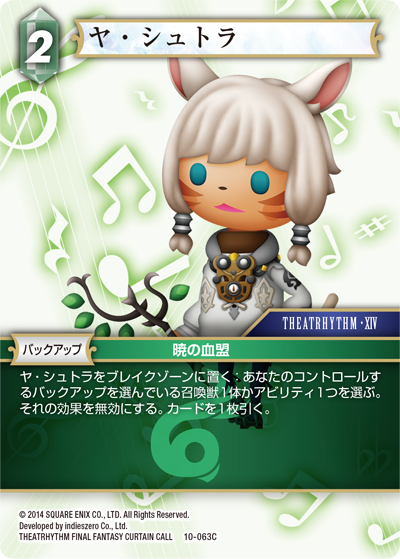 2
ヤ・シュトラ
THEATRHYTHM・XIV
バックアップ
暁の血盟
ヤ・シュトラをブレイクゾーンに置く：あなたのコントロールす
るバックアップを選んでいる召喚獣1体かアビリティ1つを選ぶ。
それの効果を無効にする。カードを1枚引く。
6
© 2014 SQUARE ENIX CO., LTD. All Rights Reserved.
Developed by indieszero Co., Ltd.
THEATRHYTHM FINAL FANTASY CURTAIN CALL 10-063C